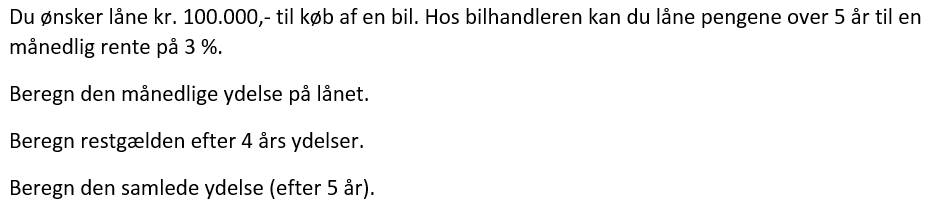 Du ønsker låne kr. 100.000,- til køb af en bil. Hos bilhandleren kan du låne pengene over 5 år til en
månedlig rente på 3 %.
Beregn den månedlige ydelse på lånet.
Beregn restgælden efter 4 års ydelser.
Beregn den samlede ydelse (efter 5 år).